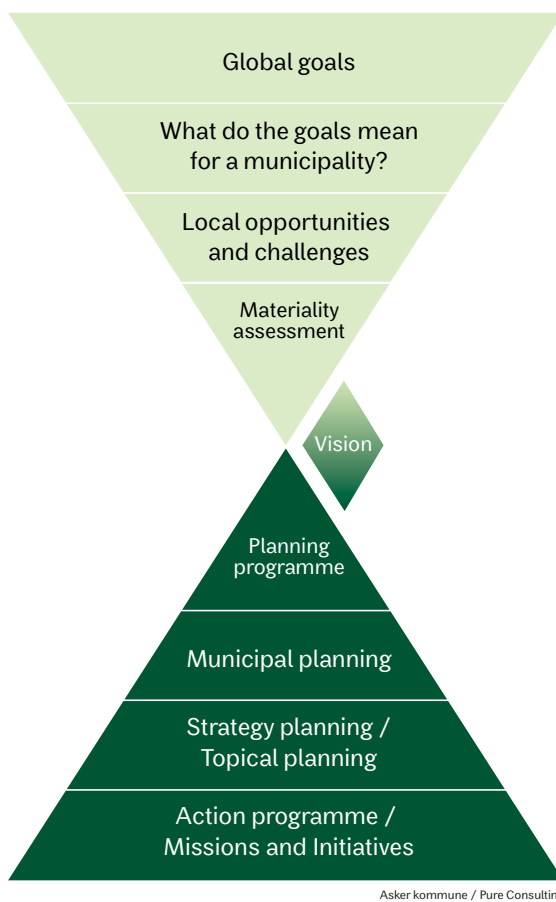 Global goals
What do the goals mean
for a municipality?
Local opportunities
and challenges
Materiality
assessment
Vision
Planning
programme
Municipal planning
Strategy planning /
Topical planning
Action programme /
Missions and Initiatives
Asker kommune / Pure Consultin